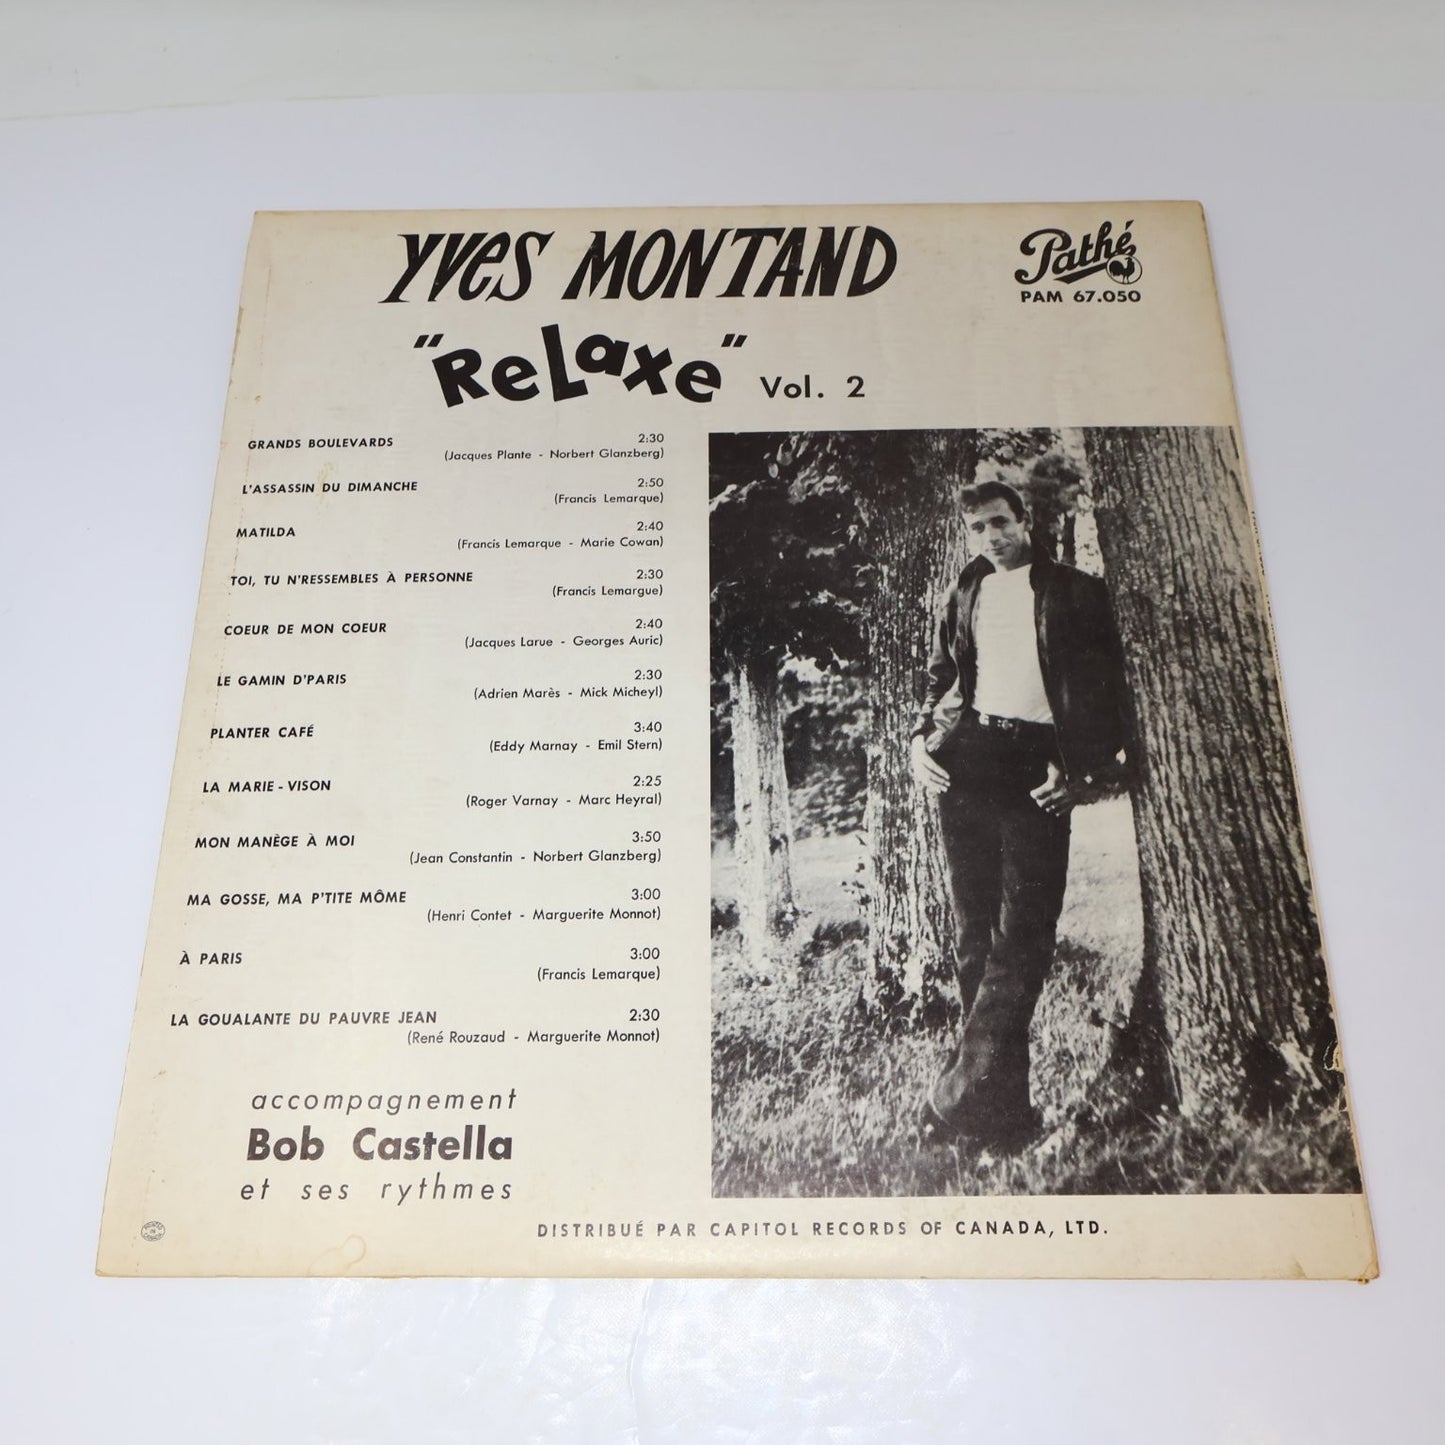 YVes MONTAND
Pathé
PAM 67.050
"ReLaxe" Vol. 2
GRANDS BOULEVARDS 2:30
(Jacques Plante - Norbert Glanzberg)
L'ASSASSIN DU DIMANCHE 2:50
(Francis Lemarque)
MATILDA 2:40
(Francis Lemarque - Marie Cowan)
TOI, TU N'RESSEMBLES À PERSONNE 2:30
(Francis Lemargue)
COEUR DE MON COEUR 2:40
(Jacques Larue - Georges Auric)
LE GAMIN D'PARIS 2:30
(Adrien Marès - Mick Micheyl)
PLANTER CAFÉ 3:40
(Eddy Marnay - Emil Stern)
LA MARIE-VISON 2:25
(Roger Varnay - Marc Heyral)
MON MANÈGE À MOI 3:50
(Jean Constantin - Norbert Glanzberg)
MA GOSSE, MA P'TITE MÔME 3:00
(Henri Contet - Marguerite Monnot)
À PARIS 3:00
(Francis Lemarque)
LA GOUALANTE DU PAUVRE JEAN 2:30
(René Rouzaud - Marguerite Monnot)
accompagnement
Bob Castella
et ses rythmes
PRINTED
IN
CANADA
DISTRIBUÉ PAR CAPITOL RECORDS OF CANADA, LTD.